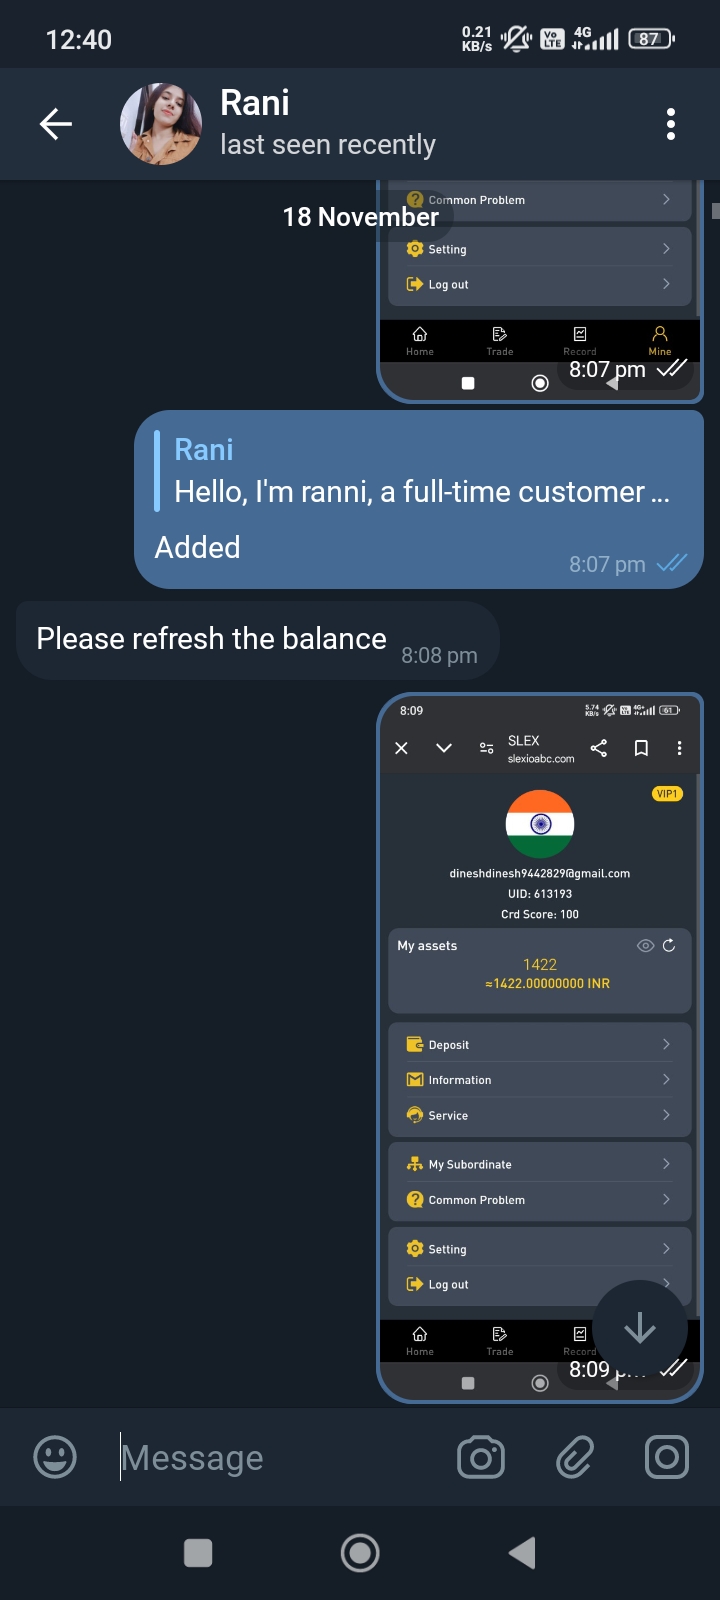 12:40
0.21
KB/s
Vo
LTE
4G
87
Rani
last seen recently
Common Problem
18 November
Setting
Log out
Home
Trade
Record
Mine
8:07 pm
Rani
Hello, I'm ranni, a full-time customer ...
Added
8:07 pm
Please refresh the balance
8:08 pm
8:09
5.74
KB/s
4G+
61
SLEX
slexioabc.com
VIP1
dineshdinesh9442829@gmail.com
UID: 613193
Crd Score: 100
My assets
1422
≈1422.00000000 INR
Deposit
Information
Service
My Subordinate
Common Problem
Setting
Log out
Home
Trade
Record
8:09 pm
Message